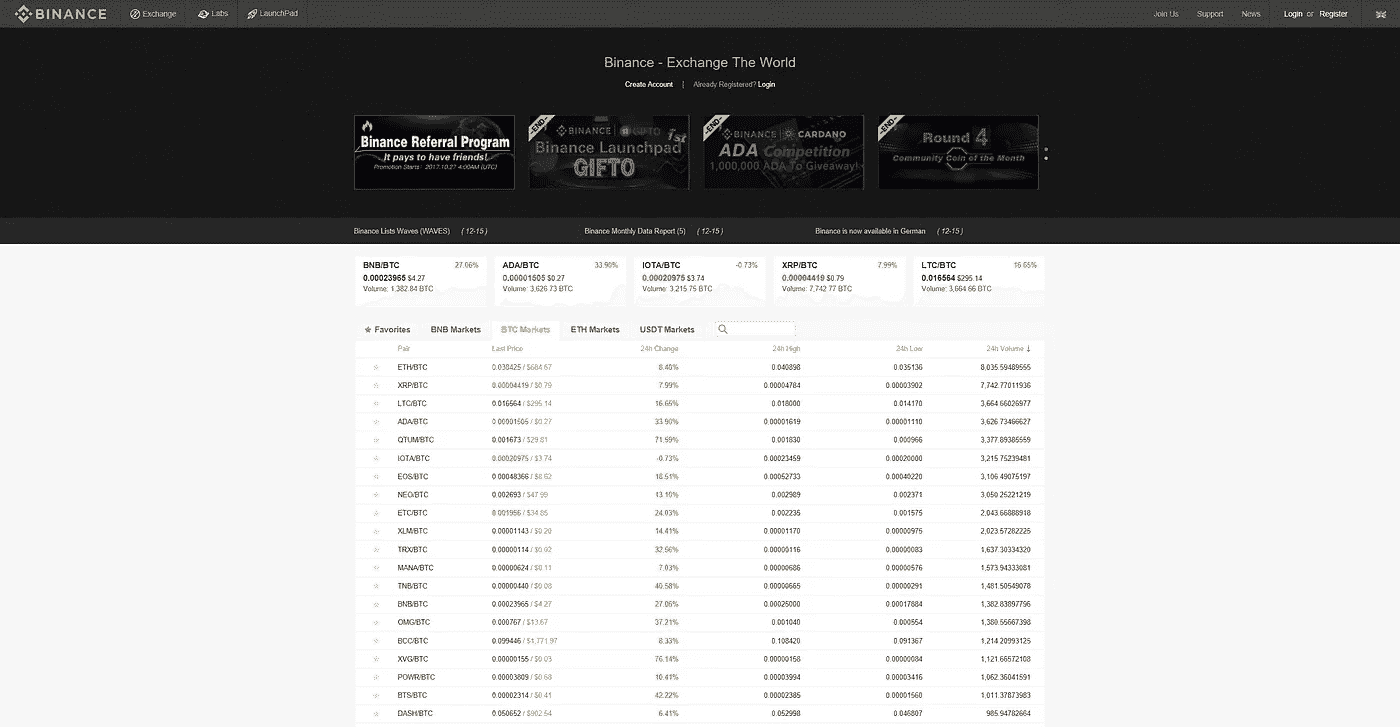 BINANCE Exchange Labs LaunchPad Join Us Support News Login or Register
Binance - Exchange The World
Create Account | Already Registered? Login
Binance Referral Program
It pays to have friends!
Promotion Starts : 2017.10.27 4:00AM (UTC)
END
BINANCE GIFTO
1st
Binance Launchpad
GIFTO
END
BINANCE CARDANO
ADA Competition
1,000,000 ADA To Giveaway!
END
Round 4
Community Coin of the Month
Binance Lists Waves (WAVES) ( 12-15 ) Binance Monthly Data Report (5) ( 12-15 ) Binance is now available in German ( 12-15 )
BNB/BTC 27.06% ADA/BTC 33.90% IOTA/BTC -0.73% XRP/BTC 7.99% LTC/BTC 16.65%
0.00023965 $4.27 0.00001505 $0.27 0.00020975 $3.74 0.00004419 $0.79 0.016564 $295.14
Volume: 1,382.84 BTC Volume: 3,626.73 BTC Volume: 3,215.75 BTC Volume: 7,742.77 BTC Volume: 3,664.66 BTC
Favorites BNB Markets BTC Markets ETH Markets USDT Markets
Pair Last Price 24h Change 24h High 24h Low 24h Volume ↓
ETH/BTC 0.038425 / $684.67 8.40% 0.040898 0.035136 8,035.59489555
XRP/BTC 0.00004419 / $0.79 7.99% 0.00004784 0.00003902 7,742.77011936
LTC/BTC 0.016564 / $295.14 16.65% 0.018000 0.014170 3,664.66026977
ADA/BTC 0.00001505 / $0.27 33.90% 0.00001619 0.00001110 3,626.73466627
QTUM/BTC 0.001673 / $29.81 71.59% 0.001830 0.000966 3,377.89385559
IOTA/BTC 0.00020975 / $3.74 -0.73% 0.00023459 0.00020000 3,215.75239481
EOS/BTC 0.00048366 / $8.62 18.51% 0.00052733 0.00040220 3,106.49075197
NEO/BTC 0.002693 / $47.99 13.10% 0.002989 0.002371 3,050.25221219
ETC/BTC 0.001956 / $34.85 24.03% 0.002235 0.001575 2,043.66888918
XLM/BTC 0.00001143 / $0.20 14.41% 0.00001170 0.00000975 2,023.57282225
TRX/BTC 0.00000114 / $0.02 32.56% 0.00000116 0.00000083 1,637.30334320
MANA/BTC 0.00000624 / $0.11 7.03% 0.00000686 0.00000576 1,573.94333081
TNB/BTC 0.00000440 / $0.08 40.58% 0.00000665 0.00000291 1,481.50549078
BNB/BTC 0.00023965 / $4.27 27.06% 0.00025000 0.00017884 1,382.83897796
OMG/BTC 0.000767 / $13.67 37.21% 0.001040 0.000554 1,380.55667398
BCC/BTC 0.099446 / $1,771.97 8.33% 0.108420 0.091367 1,214.20993125
XVG/BTC 0.00000155 / $0.03 76.14% 0.00000158 0.00000084 1,121.66572108
POWR/BTC 0.00003809 / $0.68 10.41% 0.00003994 0.00003416 1,062.36041591
BTS/BTC 0.00002314 / $0.41 42.22% 0.00002385 0.00001560 1,011.37873983
DASH/BTC 0.050652 / $902.54 6.41% 0.052998 0.046807 985.94782664